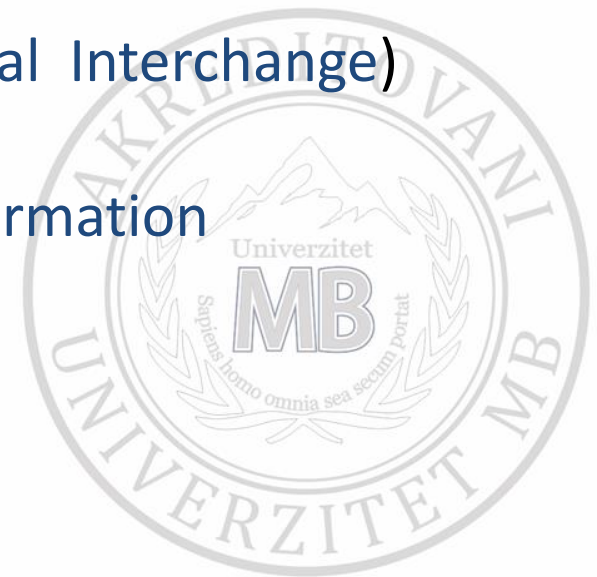 al Interchange)
rmation
AKREDITOVANI
Univerzitet
MB
Sapiens homo omnia sea secum portat
UNIVERZITET MB